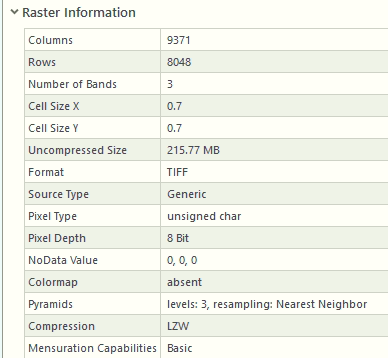 Raster Information
Columns 9371
Rows 8048
Number of Bands 3
Cell Size X 0.7
Cell Size Y 0.7
Uncompressed Size 215.77 MB
Format TIFF
Source Type Generic
Pixel Type unsigned char
Pixel Depth 8 Bit
NoData Value 0, 0, 0
Colormap absent
Pyramids levels: 3, resampling: Nearest Neighbor
Compression LZW
Mensuration Capabilities Basic